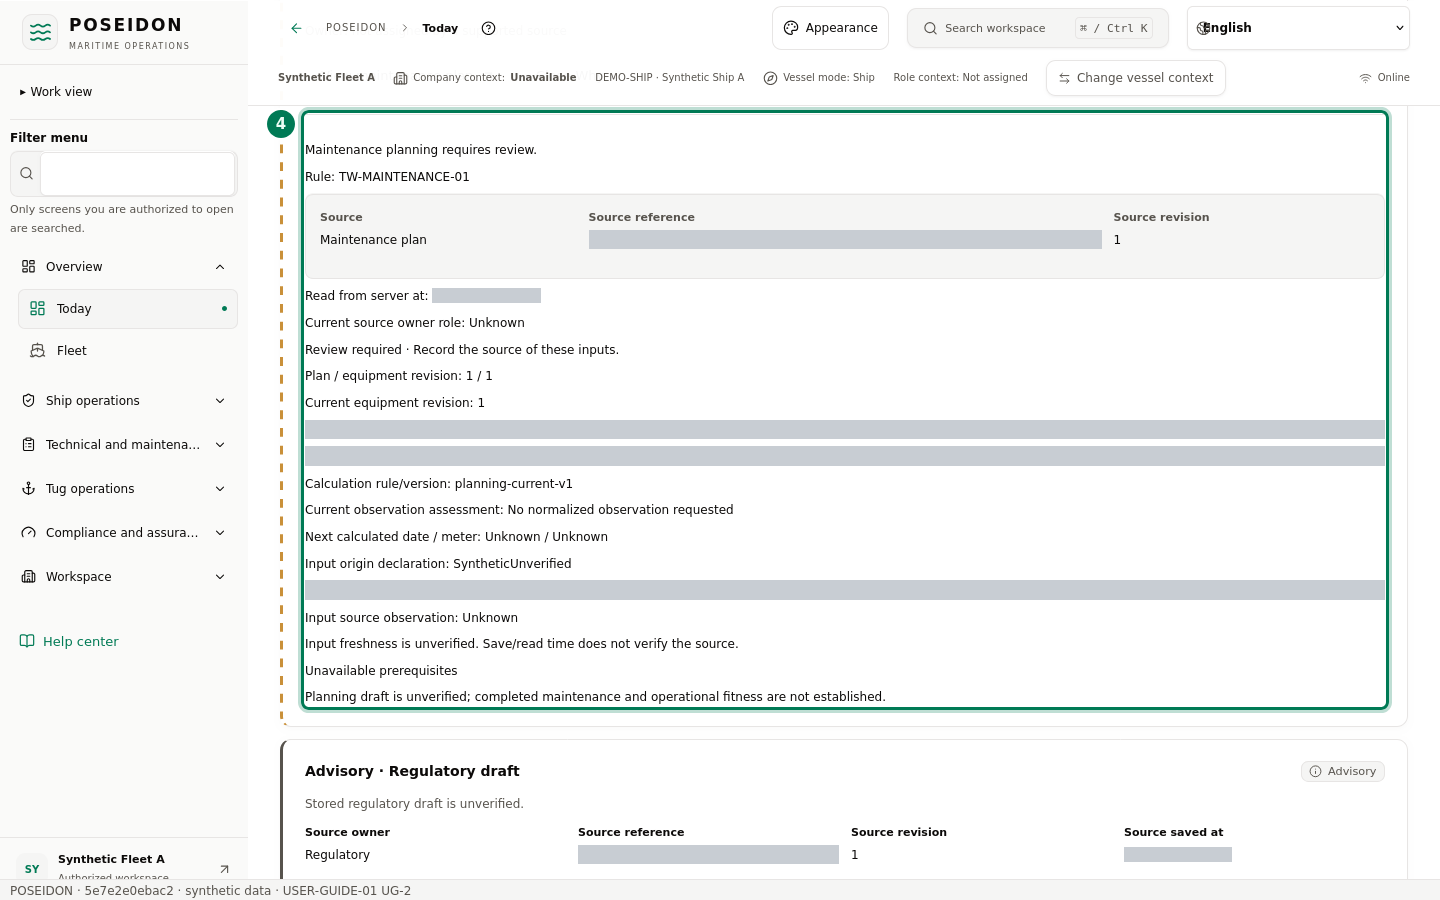 POSEIDON
MARITIME OPERATIONS
▸ Work view
Filter menu
Only screens you are authorized to open
are searched.
Overview
Today
Fleet
Ship operations
Technical and maintena...
Tug operations
Compliance and assura...
Workspace
Help center
SY
Synthetic Fleet A
Authorized workspace
POSEIDON > Today
Appearance
Search workspace ⌘ / Ctrl K
English
Synthetic Fleet A Company context: Unavailable DEMO-SHIP · Synthetic Ship A Vessel mode: Ship Role context: Not assigned Change vessel context Online
4
Maintenance planning requires review.
Rule: TW-MAINTENANCE-01
Source Source reference Source revision
Maintenance plan 1
Read from server at:
Current source owner role: Unknown
Review required · Record the source of these inputs.
Plan / equipment revision: 1 / 1
Current equipment revision: 1
Calculation rule/version: planning-current-v1
Current observation assessment: No normalized observation requested
Next calculated date / meter: Unknown / Unknown
Input origin declaration: SyntheticUnverified
Input source observation: Unknown
Input freshness is unverified. Save/read time does not verify the source.
Unavailable prerequisites
Planning draft is unverified; completed maintenance and operational fitness are not established.
Advisory · Regulatory draft Advisory
Stored regulatory draft is unverified.
Source owner Source reference Source revision Source saved at
Regulatory 1
POSEIDON · 5e7e2e0ebac2 · synthetic data · USER-GUIDE-01 UG-2